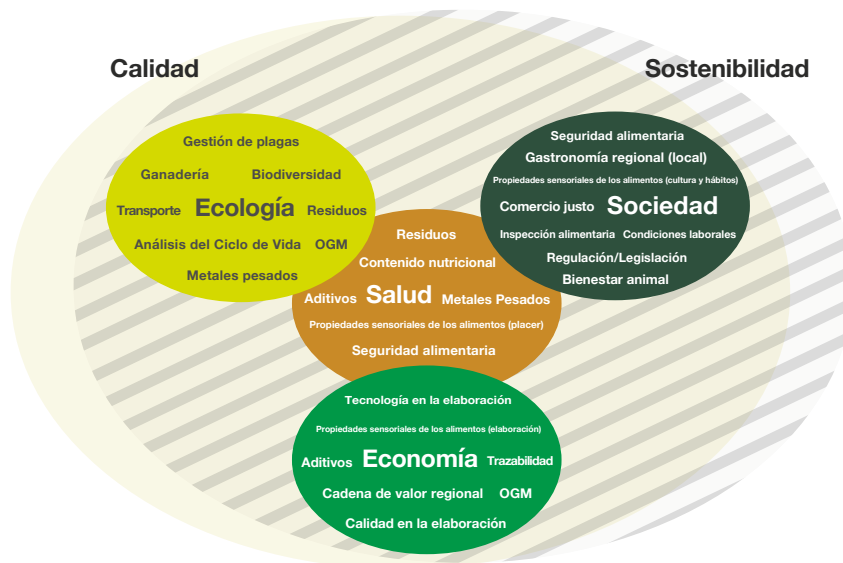 Calidad
Sostenibilidad
Gestión de plagas
Ganadería
Biodiversidad
Transporte
Ecología
Residuos
Análisis del Ciclo de Vida
OGM
Metales pesados
Seguridad alimentaria
Gastronomía regional (local)
Propiedades sensoriales de los alimentos (cultura y hábitos)
Comercio justo
Sociedad
Inspección alimentaria
Condiciones laborales
Regulación/Legislación
Bienestar animal
Residuos
Contenido nutricional
Aditivos
Salud
Metales Pesados
Propiedades sensoriales de los alimentos (placer)
Seguridad alimentaria
Tecnología en la elaboración
Propiedades sensoriales de los alimentos (elaboración)
Aditivos
Economía
Trazabilidad
Cadena de valor regional
OGM
Calidad en la elaboración